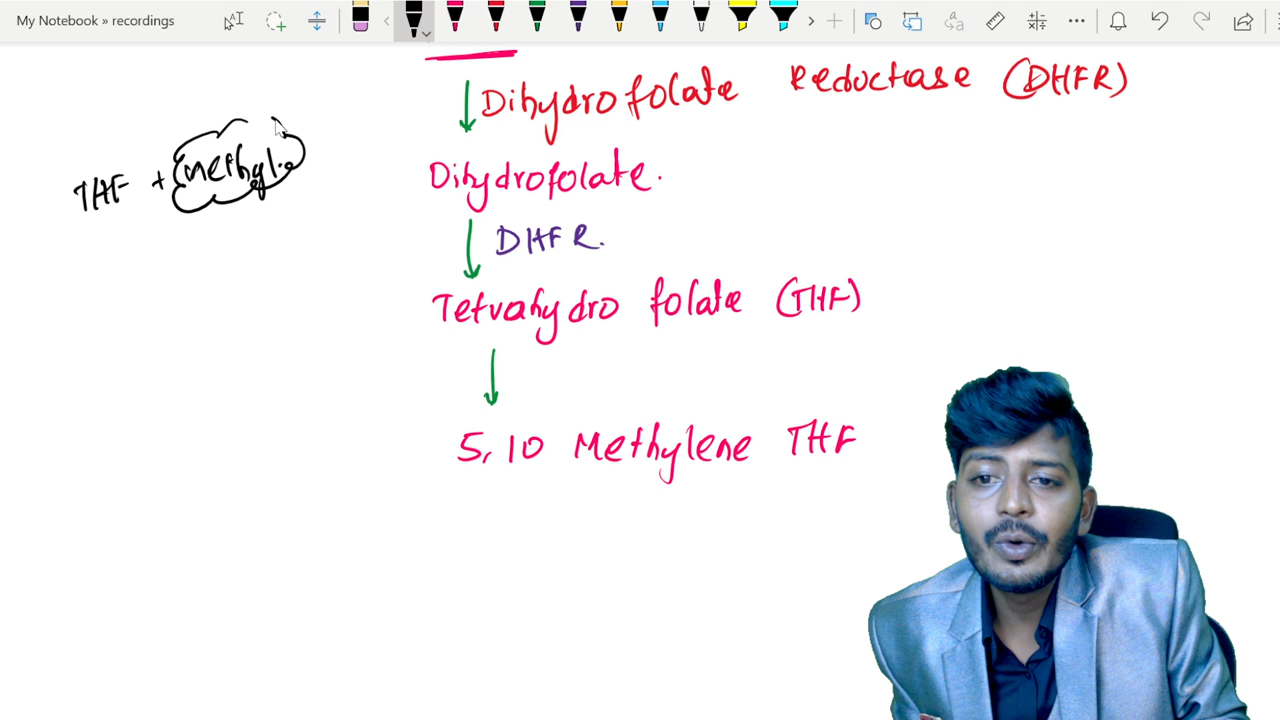 My Notebook » recordings
Dihydrofolate Reductase (DHFR)
THF + methyl
Dihydrofolate.
DHFR.
Tetrahydro folate (THF)
5, 10 Methylene THF